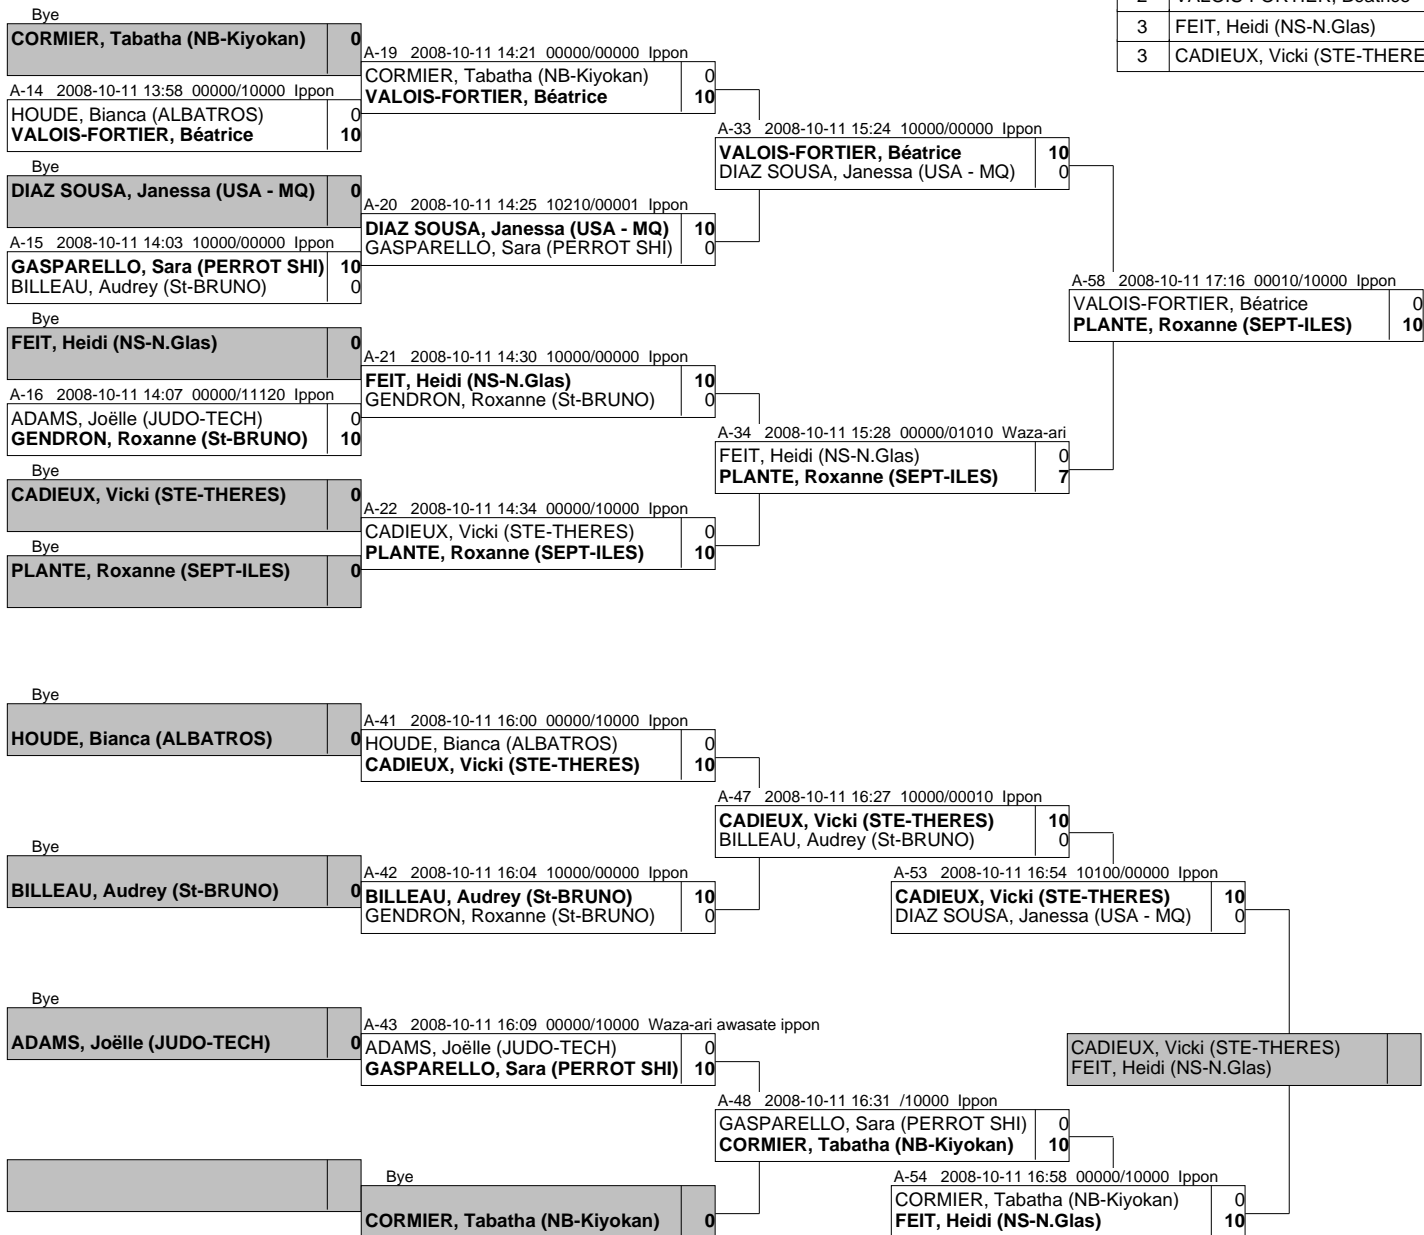 2 VALOIS-FORTIER, Béatrice
3 FEIT, Heidi (NS-N.Glas)
3 CADIEUX, Vicki (STE-THERE
Bye
CORMIER, Tabatha (NB-Kiyokan) 0
A-14 2008-10-11 13:58 00000/10000 Ippon
HOUDE, Bianca (ALBATROS) 0
VALOIS-FORTIER, Béatrice 10
Bye
DIAZ SOUSA, Janessa (USA - MQ) 0
A-15 2008-10-11 14:03 10000/00000 Ippon
GASPARELLO, Sara (PERROT SHI) 10
BILLEAU, Audrey (St-BRUNO) 0
Bye
FEIT, Heidi (NS-N.Glas) 0
A-16 2008-10-11 14:07 00000/11120 Ippon
ADAMS, Joëlle (JUDO-TECH) 0
GENDRON, Roxanne (St-BRUNO) 10
Bye
CADIEUX, Vicki (STE-THERES) 0
Bye
PLANTE, Roxanne (SEPT-ILES) 0
A-19 2008-10-11 14:21 00000/00000 Ippon
CORMIER, Tabatha (NB-Kiyokan) 0
VALOIS-FORTIER, Béatrice 10
A-20 2008-10-11 14:25 10210/00001 Ippon
DIAZ SOUSA, Janessa (USA - MQ) 10
GASPARELLO, Sara (PERROT SHI) 0
A-21 2008-10-11 14:30 10000/00000 Ippon
FEIT, Heidi (NS-N.Glas) 10
GENDRON, Roxanne (St-BRUNO) 0
A-22 2008-10-11 14:34 00000/10000 Ippon
CADIEUX, Vicki (STE-THERES) 0
PLANTE, Roxanne (SEPT-ILES) 10
A-33 2008-10-11 15:24 10000/00000 Ippon
VALOIS-FORTIER, Béatrice 10
DIAZ SOUSA, Janessa (USA - MQ) 0
A-34 2008-10-11 15:28 00000/01010 Waza-ari
FEIT, Heidi (NS-N.Glas) 0
PLANTE, Roxanne (SEPT-ILES) 7
A-58 2008-10-11 17:16 00010/10000 Ippon
VALOIS-FORTIER, Béatrice 0
PLANTE, Roxanne (SEPT-ILES) 10
Bye
HOUDE, Bianca (ALBATROS) 0
Bye
BILLEAU, Audrey (St-BRUNO) 0
Bye
ADAMS, Joëlle (JUDO-TECH) 0
A-41 2008-10-11 16:00 00000/10000 Ippon
HOUDE, Bianca (ALBATROS) 0
CADIEUX, Vicki (STE-THERES) 10
A-42 2008-10-11 16:04 10000/00000 Ippon
BILLEAU, Audrey (St-BRUNO) 10
GENDRON, Roxanne (St-BRUNO) 0
A-43 2008-10-11 16:09 00000/10000 Waza-ari awasate ippon
ADAMS, Joëlle (JUDO-TECH) 0
GASPARELLO, Sara (PERROT SHI) 10
Bye
CORMIER, Tabatha (NB-Kiyokan) 0
A-47 2008-10-11 16:27 10000/00010 Ippon
CADIEUX, Vicki (STE-THERES) 10
BILLEAU, Audrey (St-BRUNO) 0
A-48 2008-10-11 16:31 /10000 Ippon
GASPARELLO, Sara (PERROT SHI) 0
CORMIER, Tabatha (NB-Kiyokan) 10
A-53 2008-10-11 16:54 10100/00000 Ippon
CADIEUX, Vicki (STE-THERES) 10
DIAZ SOUSA, Janessa (USA - MQ) 0
A-54 2008-10-11 16:58 00000/10000 Ippon
CORMIER, Tabatha (NB-Kiyokan) 0
FEIT, Heidi (NS-N.Glas) 10
CADIEUX, Vicki (STE-THERES)
FEIT, Heidi (NS-N.Glas)